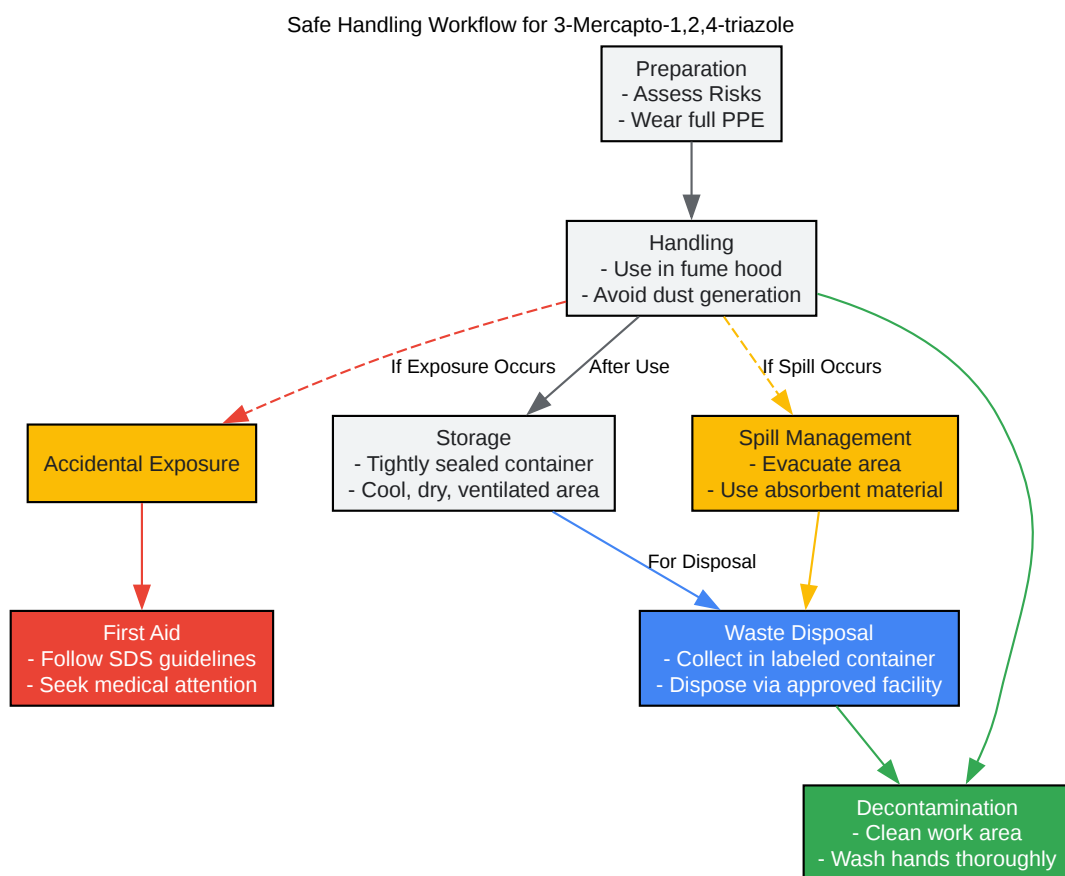 Safe Handling Workflow for 3-Mercapto-1,2,4-triazole
Preparation
- Assess Risks
- Wear full PPE
Handling
- Use in fume hood
- Avoid dust generation
If Exposure Occurs
After Use
If Spill Occurs
Accidental Exposure
Storage
- Tightly sealed container
- Cool, dry, ventilated area
Spill Management
- Evacuate area
- Use absorbent material
For Disposal
First Aid
- Follow SDS guidelines
- Seek medical attention
Waste Disposal
- Collect in labeled container
- Dispose via approved facility
Decontamination
- Clean work area
- Wash hands thoroughly